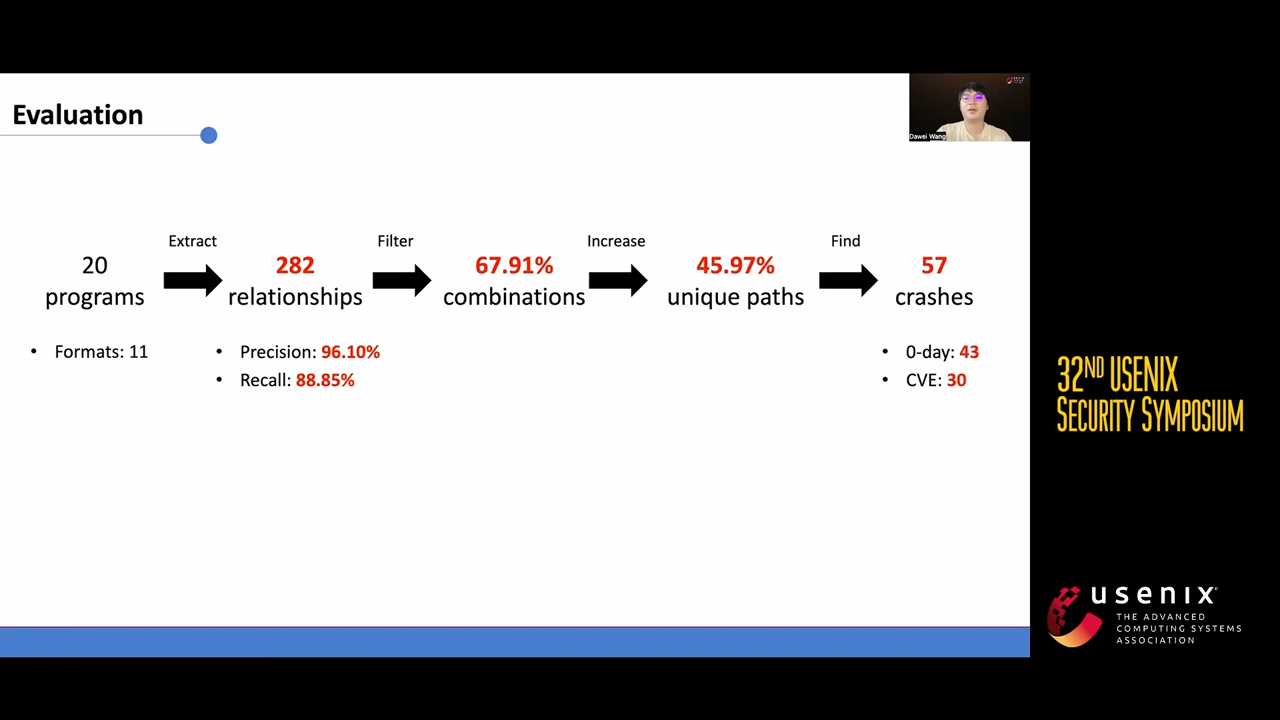 Evaluation
Dawei Wang
Extract
Filter
Increase
Find
20
programs
282
relationships
67.91%
combinations
45.97%
unique paths
57
crashes
• Formats: 11
• Precision: 96.10%
• Recall: 88.85%
• 0-day: 43
• CVE: 30
32ND USENIX
SECURITY SYMPOSIUM
usenix
THE ADVANCED
COMPUTING SYSTEMS
ASSOCIATION